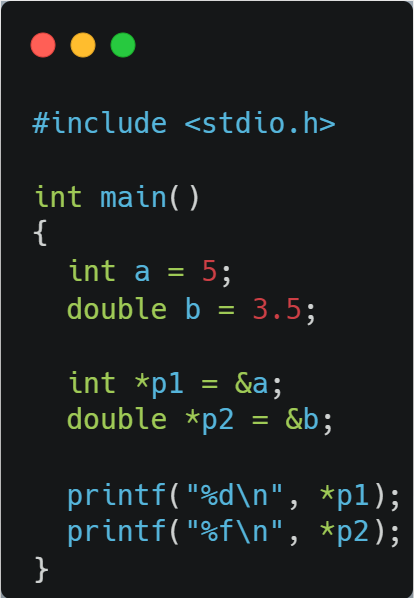 #include <stdio.h>

int main()
{
  int a = 5;
  double b = 3.5;

  int *p1 = &a;
  double *p2 = &b;

  printf("%d\n", *p1);
  printf("%f\n", *p2);
}